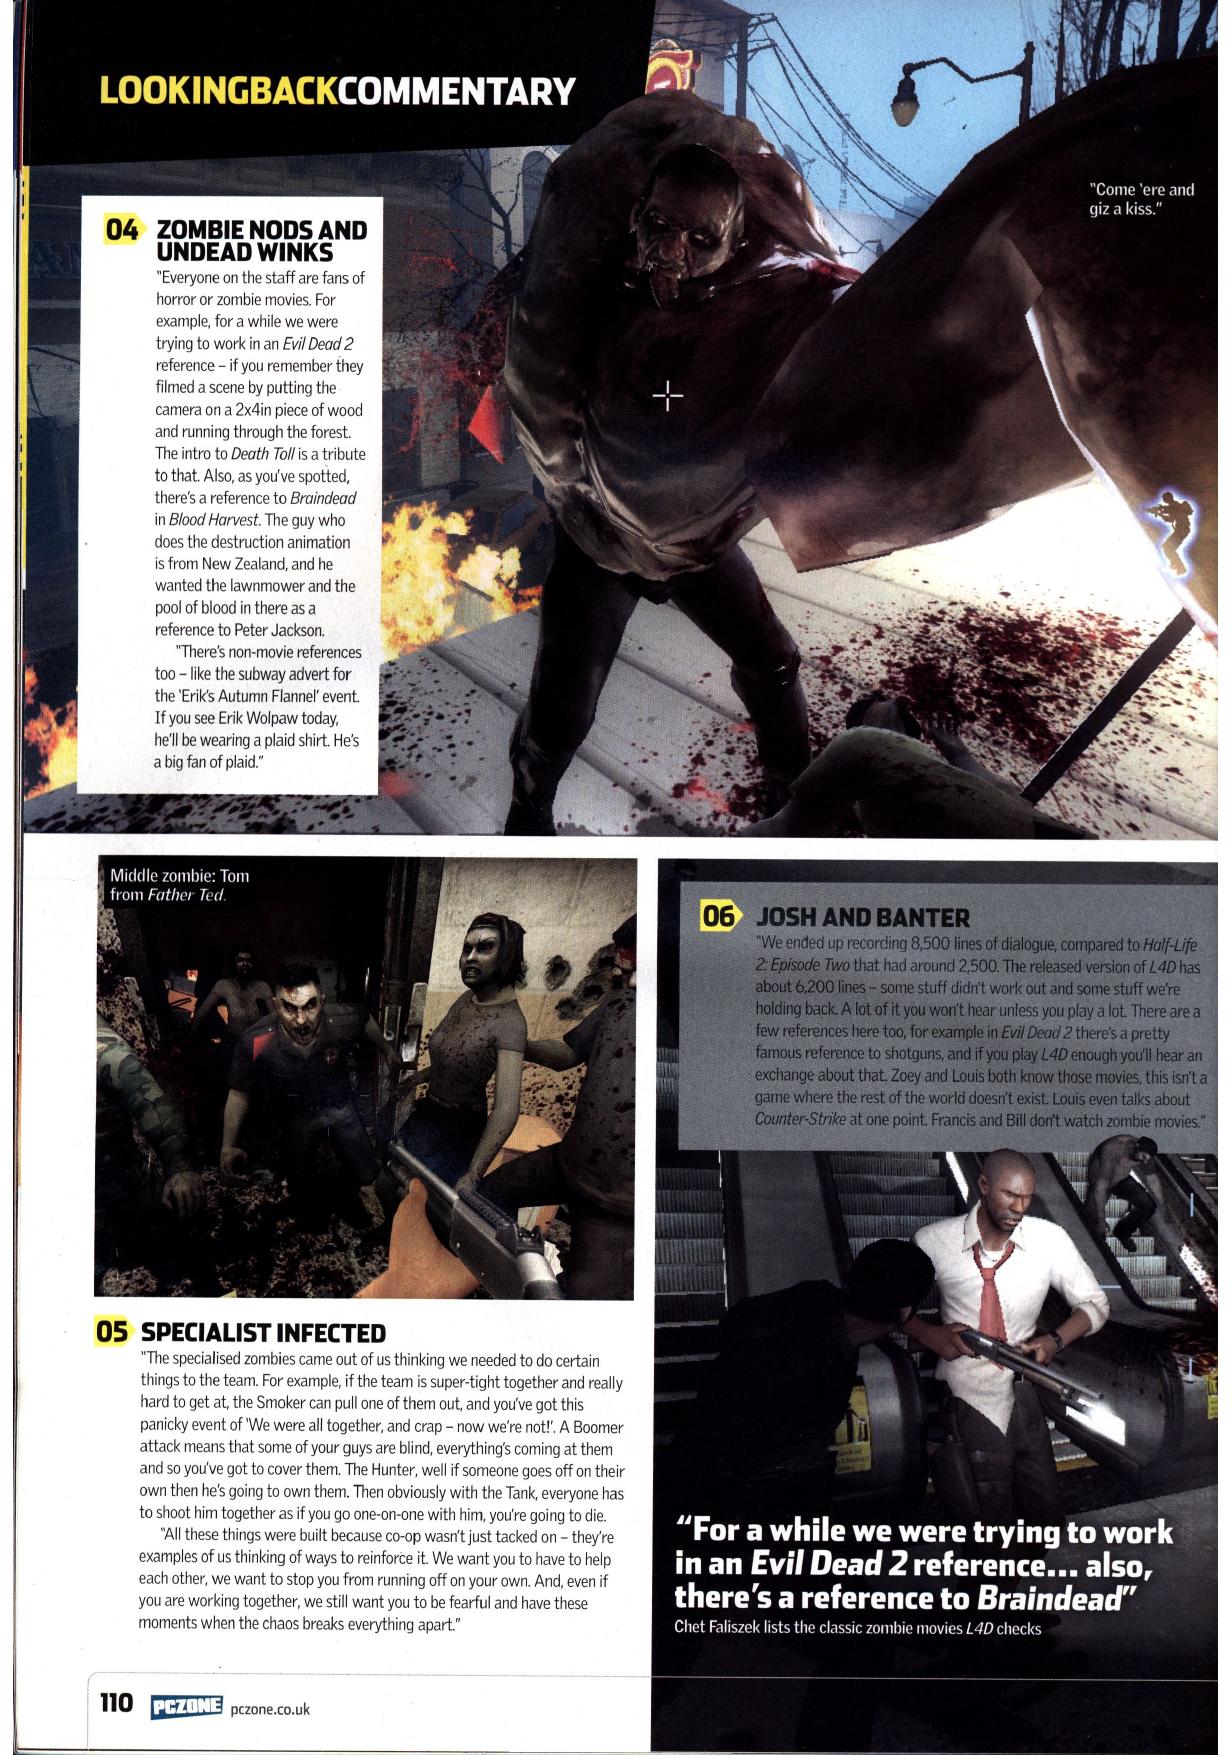 LOOKINGBACKCOMMENTARY
"Come 'ere and
giz a kiss."
04 ZOMBIE NODS AND
UNDEAD WINKS
"Everyone on the staff are fans of
horror or zombie movies. For
example, for a while we were
trying to work in an Evil Dead 2
reference – if you remember they
filmed a scene by putting the
camera on a 2x4in piece of wood
and running through the forest.
The intro to Death Toll is a tribute
to that. Also, as you've spotted,
there's a reference to Braindead
in Blood Harvest. The guy who
does the destruction animation
is from New Zealand, and he
wanted the lawnmower and the
pool of blood in there as a
reference to Peter Jackson.
"There's non-movie references
too – like the subway advert for
the 'Erik's Autumn Flannel' event.
If you see Erik Wolpaw today,
he'll be wearing a plaid shirt. He's
a big fan of plaid."
Middle zombie: Tom
from Father Ted.
05 SPECIALIST INFECTED
"The specialised zombies came out of us thinking we needed to do certain
things to the team. For example, if the team is super-tight together and really
hard to get at, the Smoker can pull one of them out, and you've got this
panicky event of 'We were all together, and crap – now we're not!'. A Boomer
attack means that some of your guys are blind, everything's coming at them
and so you've got to cover them. The Hunter, well if someone goes off on their
own then he's going to own them. Then obviously with the Tank, everyone has
to shoot him together as if you go one-on-one with him, you're going to die.
"All these things were built because co-op wasn't just tacked on – they're
examples of us thinking of ways to reinforce it. We want you to have to help
each other, we want to stop you from running off on your own. And, even if
you are working together, we still want you to be fearful and have these
moments when the chaos breaks everything apart."
06 JOSH AND BANTER
"We ended up recording 8,500 lines of dialogue, compared to Half-Life
2: Episode Two that had around 2,500. The released version of L4D has
about 6,200 lines – some stuff didn't work out and some stuff we're
holding back. A lot of it you won't hear unless you play a lot. There are a
few references here too, for example in Evil Dead 2 there's a pretty
famous reference to shotguns, and if you play L4D enough you'll hear an
exchange about that. Zoey and Louis both know those movies, this isn't a
game where the rest of the world doesn't exist. Louis even talks about
Counter-Strike at one point. Francis and Bill don't watch zombie movies."
"For a while we were trying to work
in an Evil Dead 2 reference... also,
there's a reference to Braindead"
Chet Faliszek lists the classic zombie movies L4D checks
110 PCZONE pczone.co.uk